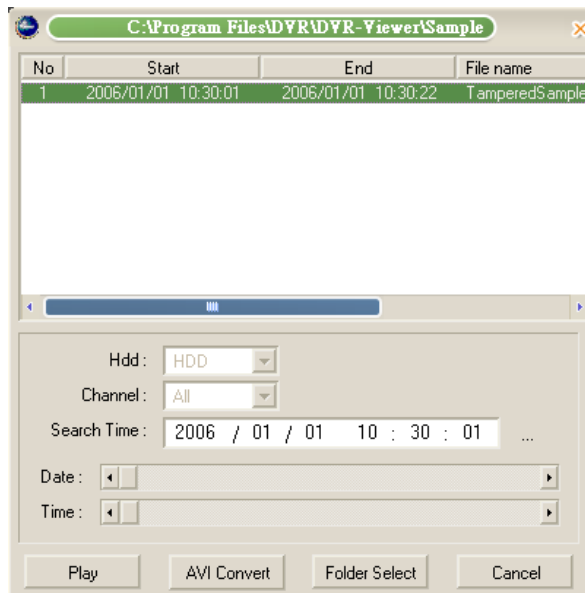 C:\Program Files\DVR\DVR-Viewer\Sample
No Start End File name
1 2006/01/01 10:30:01 2006/01/01 10:30:22 TamperedSample
Hdd : HDD
Channel : All
Search Time : 2006 / 01 / 01 10 : 30 : 01 ...
Date :
Time :
Play AVI Convert Folder Select Cancel